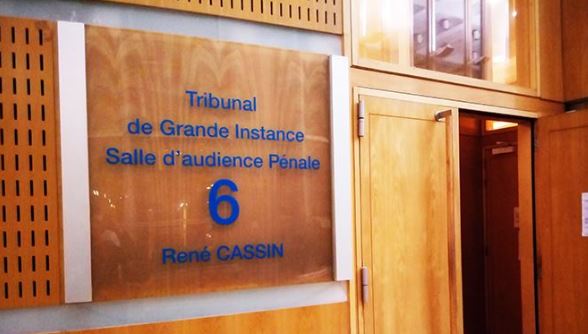 Tribunal
de Grande Instance
Salle d'audience Pénale
6
René CASSIN